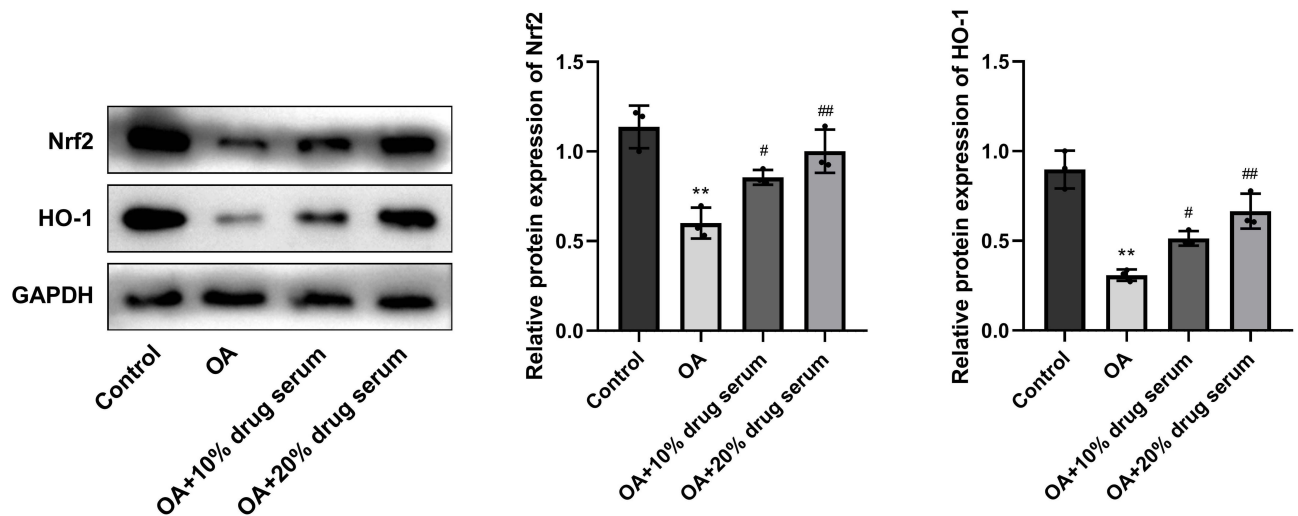 Nrf2
HO-1
GAPDH
Control
OA
OA+10% drug serum
OA+20% drug serum
Relative protein expression of Nrf2
1.5
1.0
0.5
0.0
**
#
##
Control
OA
OA+10% drug serum
OA+20% drug serum
Relative protein expression of HO-1
1.5
1.0
0.5
0.0
**
#
##
Control
OA
OA+10% drug serum
OA+20% drug serum